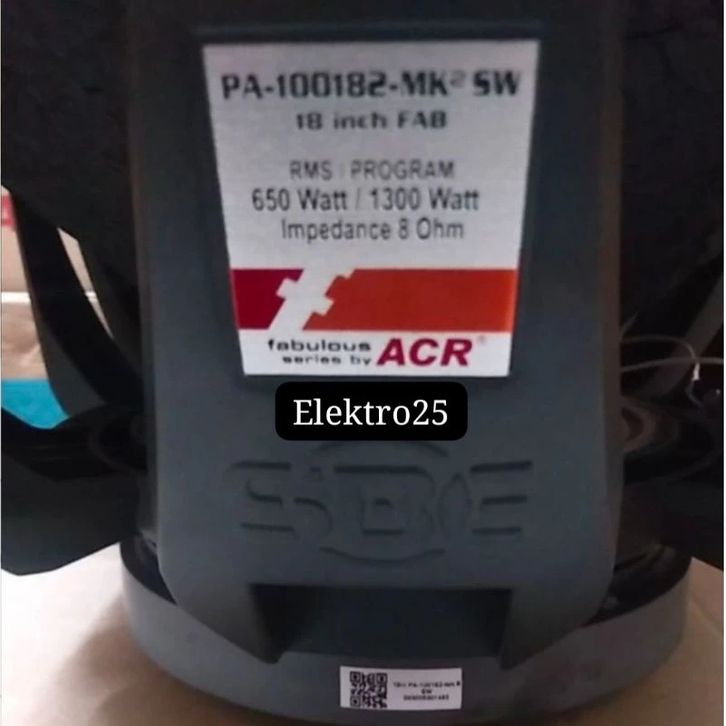 PA-100182-MK² SW
18 inch FAB
RMS / PROGRAM
650 Watt / 1300 Watt
Impedance 8 Ohm
fabulous
series by ACR®
Elektro25
SBE
SW